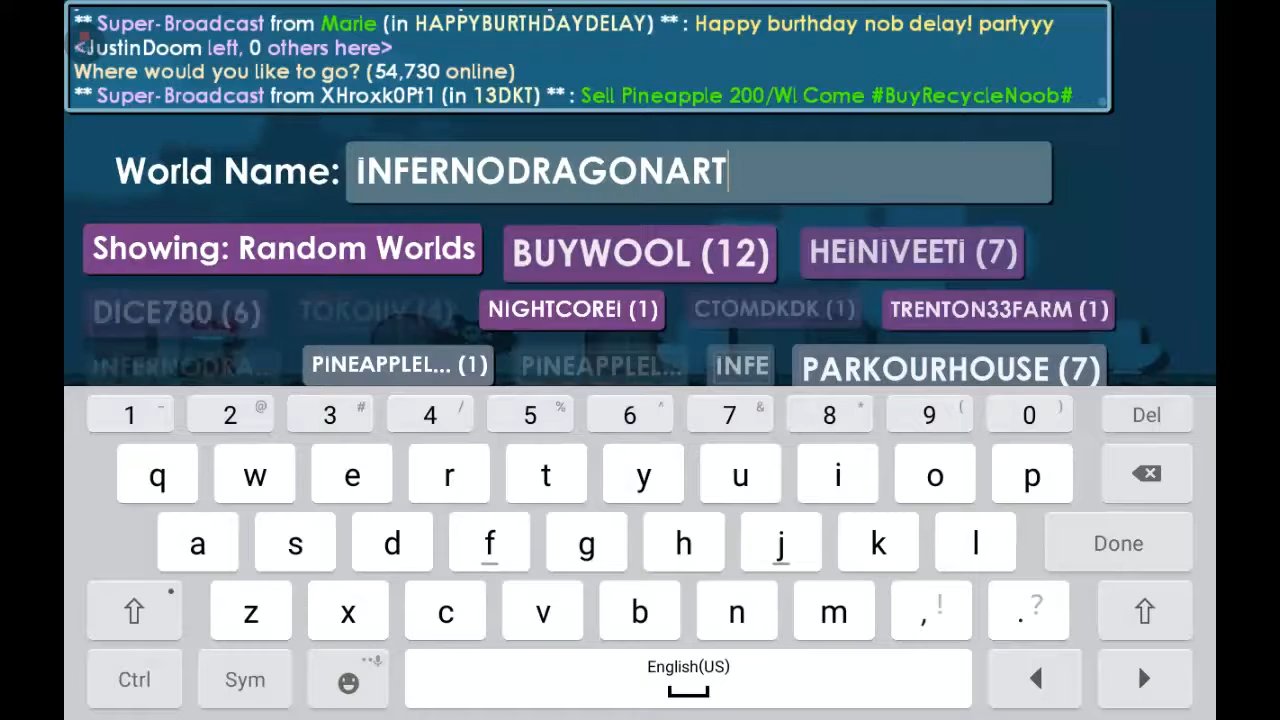 ** Super-Broadcast from Marie (in HAPPYBURTHDAYDELAY) ** : Happy burthday nob delay! partyyy
<JustinDoom left, 0 others here>
Where would you like to go? (54,730 online)
** Super-Broadcast from XHroxk0Pt1 (in 13DKT) ** : Sell Pineapple 200/Wl Come #BuyRecycleNoob#
World Name: iNFERNODRAGONART
Showing: Random Worlds BUYWOOL (12) HEiNiVEETi (7)
DICE780 (6) NiGHTCOREi (1) CTOMDKDK (1) TRENTON33FARM (1)
INFERNODRA... PINEAPPLEL... (1) PINEAPPLEL... INFE PARKOURHOUSE (7)
1 - 2 @ 3 # 4 / 5 % 6 ^ 7 & 8 * 9 ( 0 ) Del
q w e r t y u i o p
a s d f g h j k l Done
z x c v b n m , ! . ?
Ctrl Sym English(US)